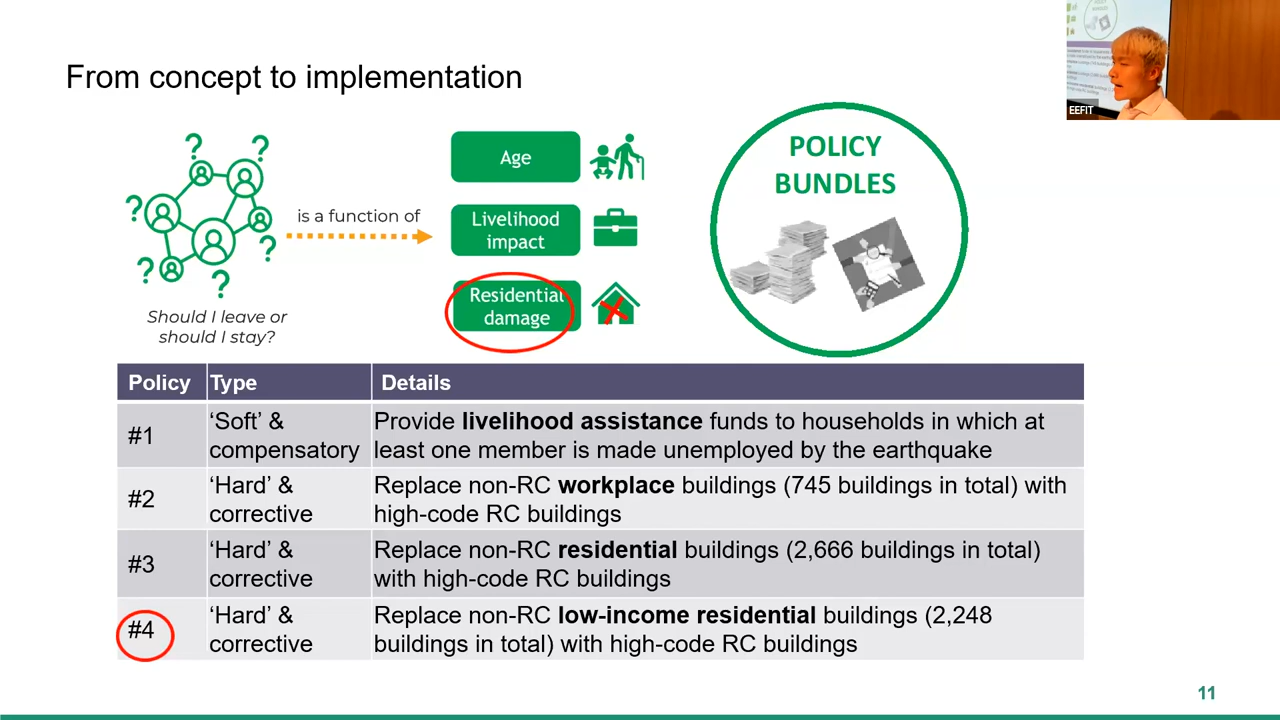 From concept to implementation
? ? ? ? ? ?
Should I leave or
should I stay?
is a function of
Age
Livelihood
impact
Residential
damage
POLICY
BUNDLES
EEFIT
Policy Type Details
#1 'Soft' & compensatory Provide livelihood assistance funds to households in which at
least one member is made unemployed by the earthquake
#2 'Hard' & corrective Replace non-RC workplace buildings (745 buildings in total) with
high-code RC buildings
#3 'Hard' & corrective Replace non-RC residential buildings (2,666 buildings in total)
with high-code RC buildings
#4 'Hard' & corrective Replace non-RC low-income residential buildings (2,248
buildings in total) with high-code RC buildings
11